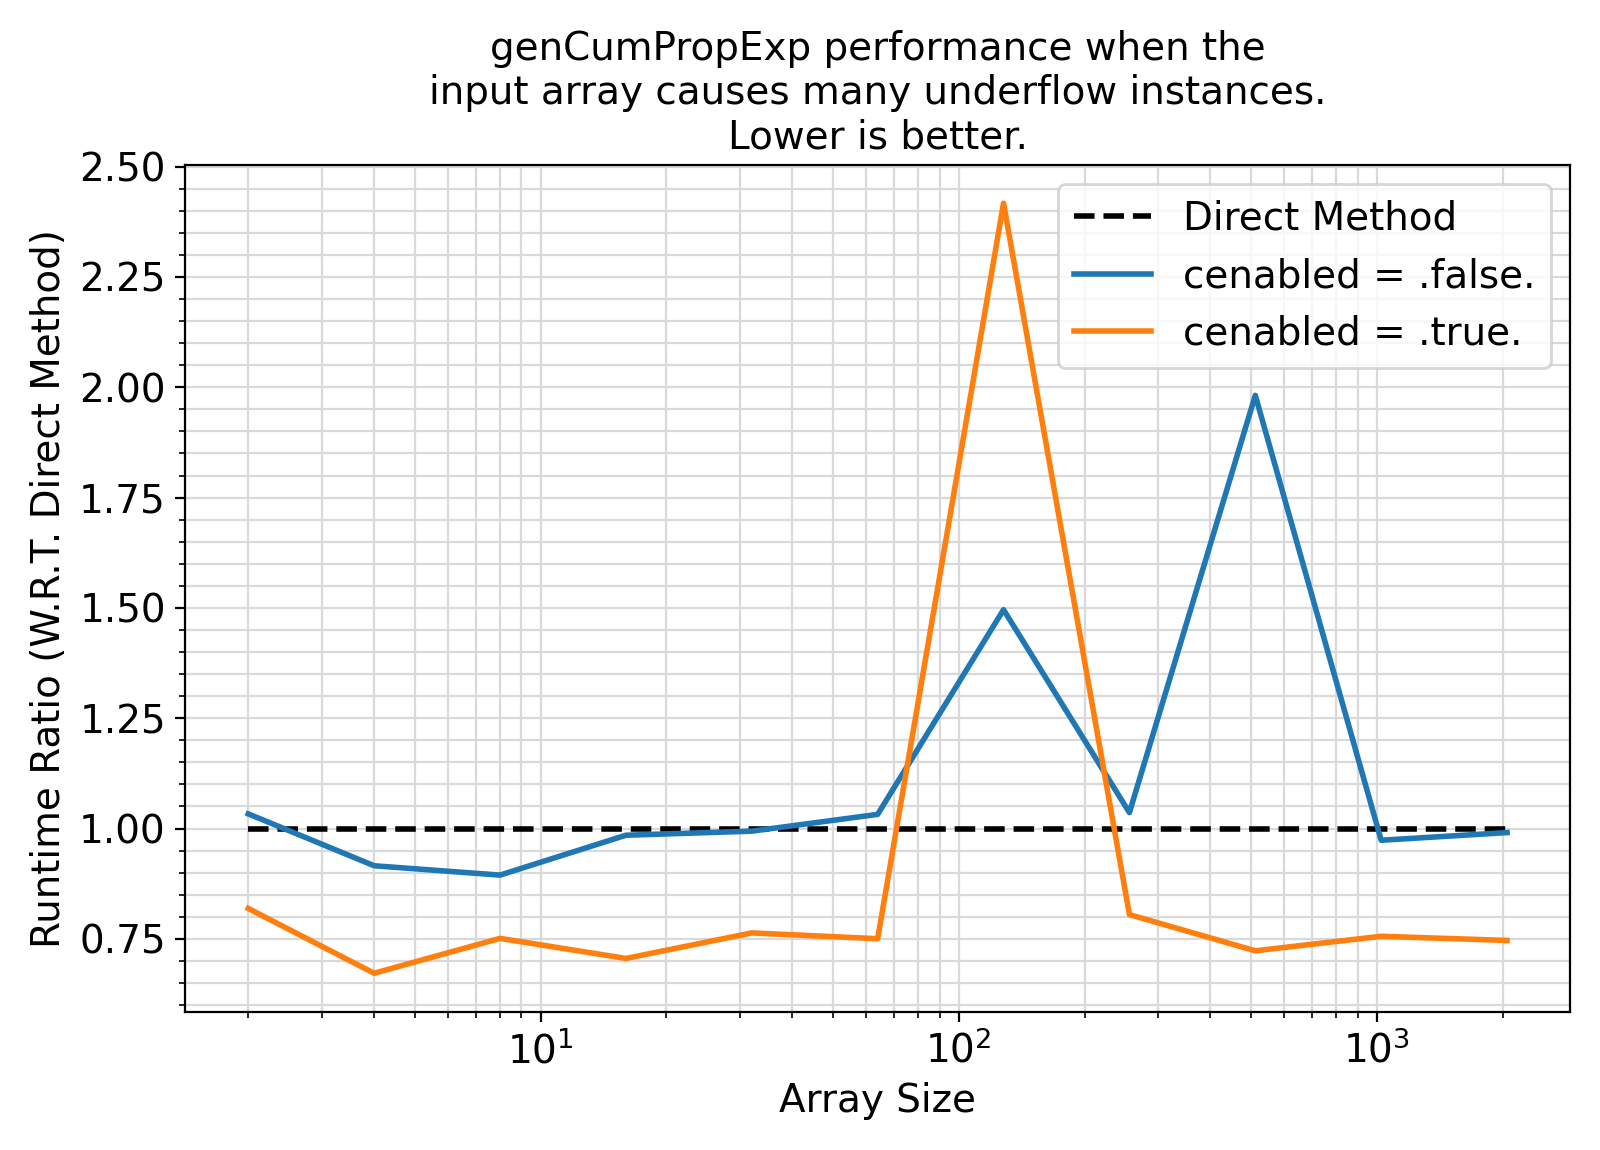 genCumPropExp performance when the
input array causes many underflow instances.
Lower is better.
2.50
2.25
2.00
1.75
1.50
1.25
1.00
0.75
Runtime Ratio (W.R.T. Direct Method)
Direct Method
cenabled = .false.
cenabled = .true.
10¹ 10² 10³
Array Size